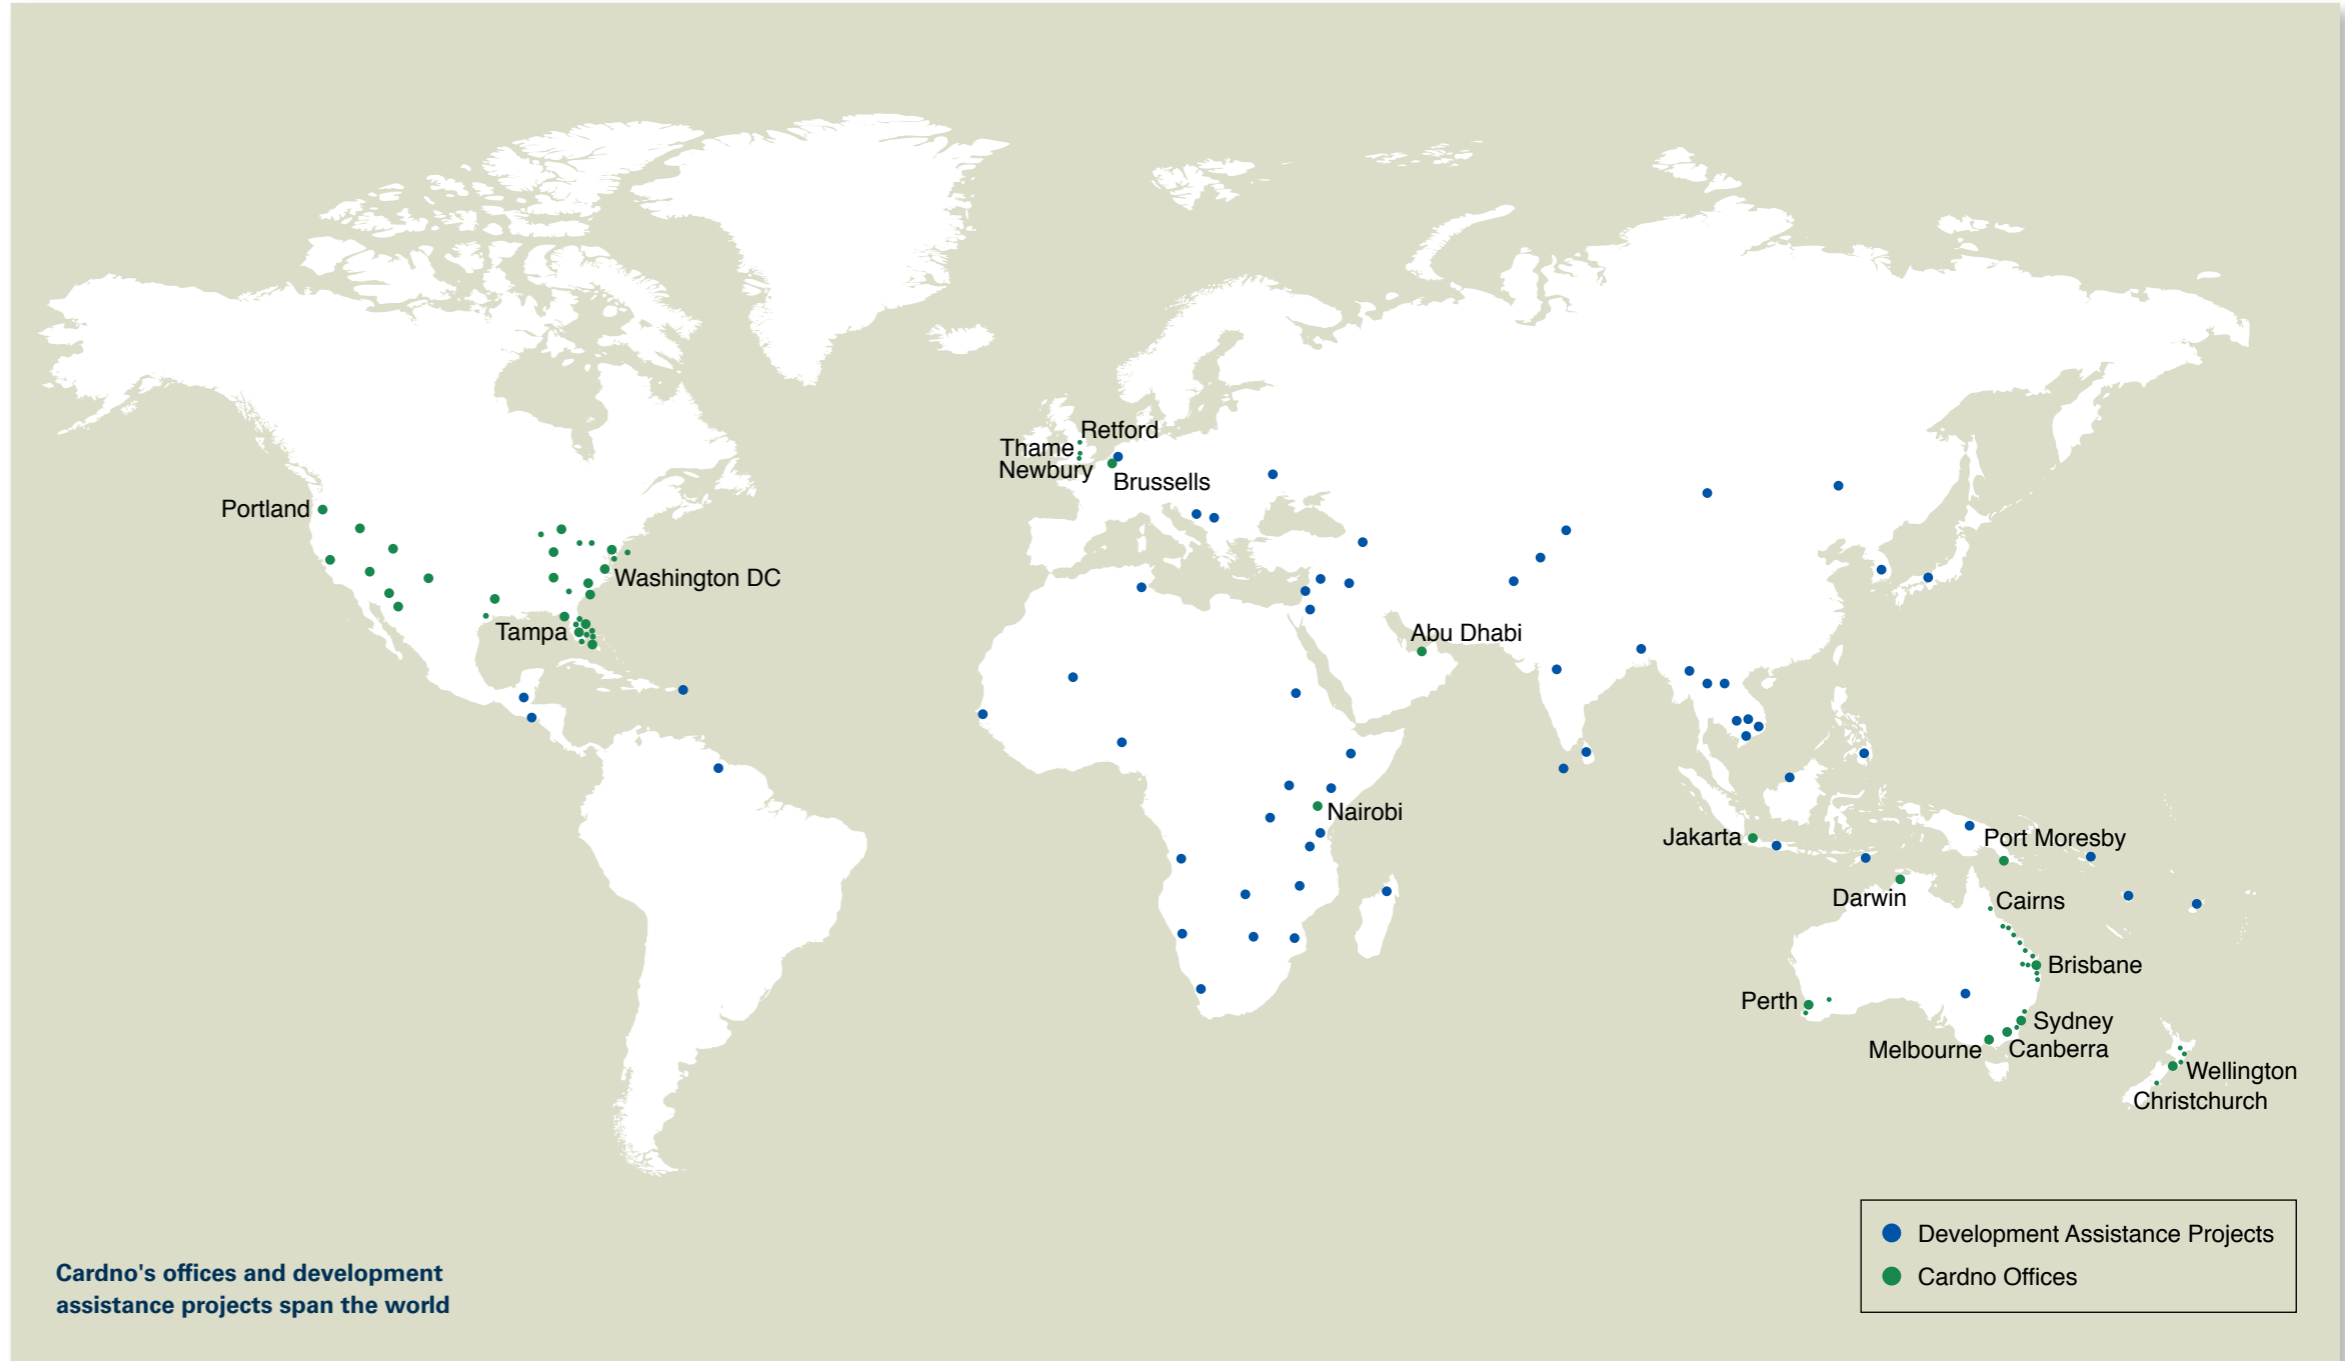 Retford
Thame
Newbury
Brussells
Portland
Washington DC
Tampa
Abu Dhabi
Nairobi
Jakarta
Port Moresby
Darwin
Cairns
Brisbane
Perth
Sydney
Melbourne
Canberra
Wellington
Christchurch
Development Assistance Projects
Cardno Offices
Cardno's offices and development
assistance projects span the world